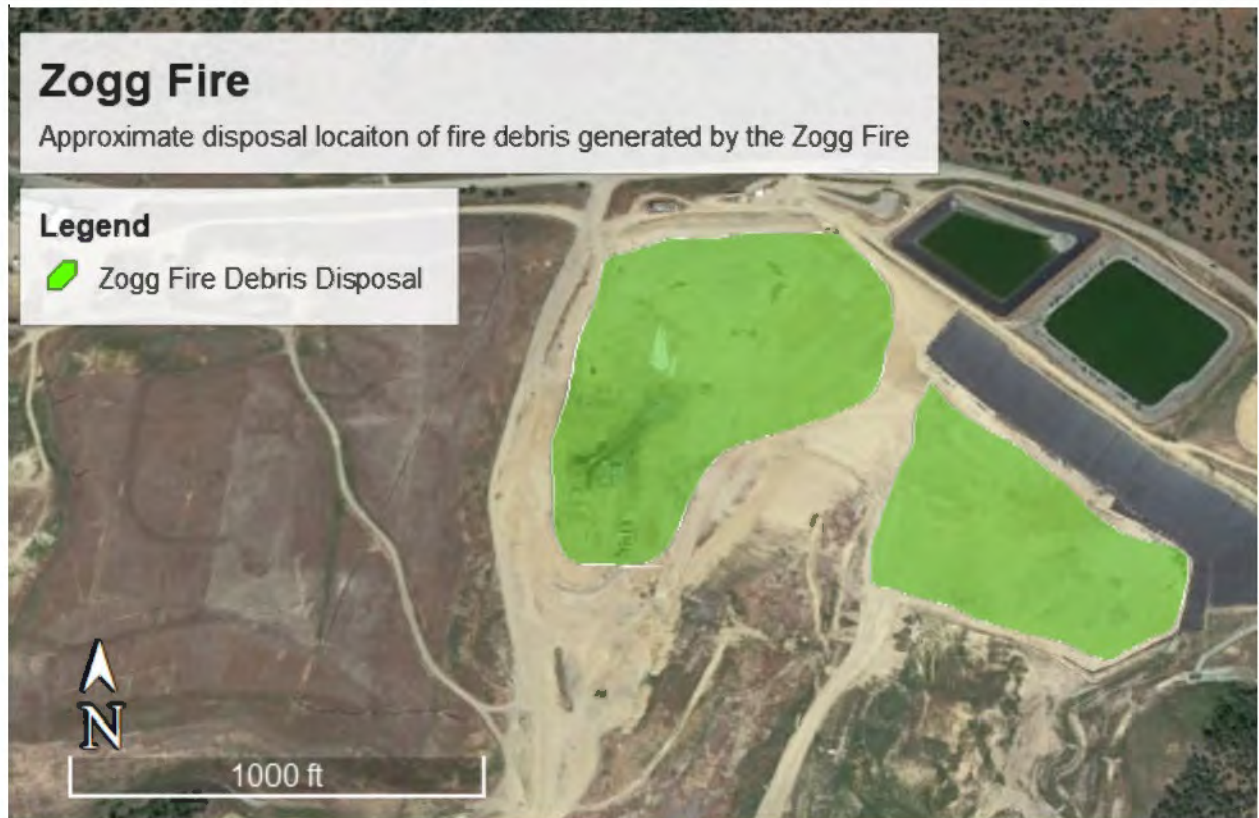 Zogg Fire
Approximate disposal locaiton of fire debris generated by the Zogg Fire
Legend
Zogg Fire Debris Disposal
N
1000 ft